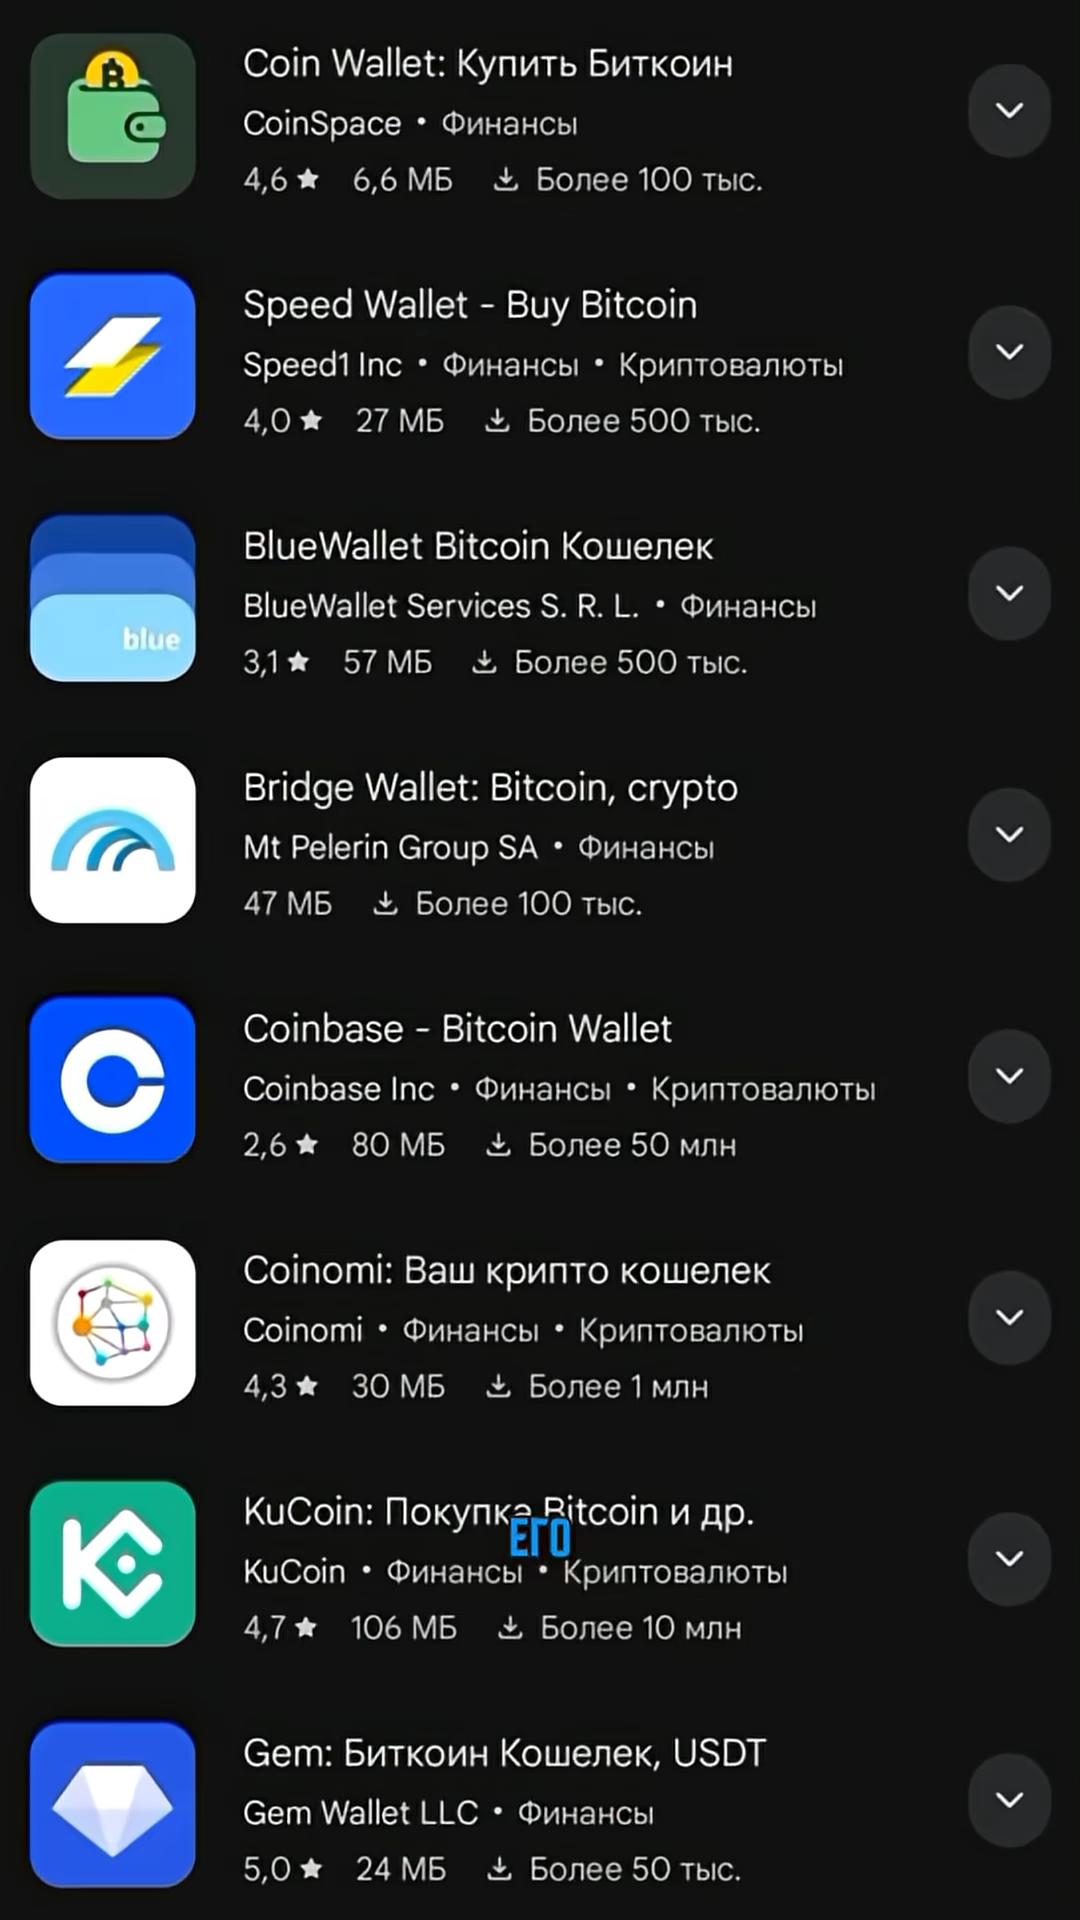 Coin Wallet: Купить Биткоин
CoinSpace • Финансы
4,6 ★ 6,6 МБ Более 100 тыс.
Speed Wallet - Buy Bitcoin
Speed1 Inc • Финансы • Криптовалюты
4,0 ★ 27 МБ Более 500 тыс.
blue
BlueWallet Bitcoin Кошелек
BlueWallet Services S. R. L. • Финансы
3,1 ★ 57 МБ Более 500 тыс.
Bridge Wallet: Bitcoin, crypto
Mt Pelerin Group SA • Финансы
47 МБ Более 100 тыс.
Coinbase - Bitcoin Wallet
Coinbase Inc • Финансы • Криптовалюты
2,6 ★ 80 МБ Более 50 млн
Coinomi: Ваш крипто кошелек
Coinomi • Финансы • Криптовалюты
4,3 ★ 30 МБ Более 1 млн
KuCoin: Покупка Bitcoin и др.
ЕГО
KuCoin • Финансы • Криптовалюты
4,7 ★ 106 МБ Более 10 млн
Gem: Биткоин Кошелек, USDT
Gem Wallet LLC • Финансы
5,0 ★ 24 МБ Более 50 тыс.